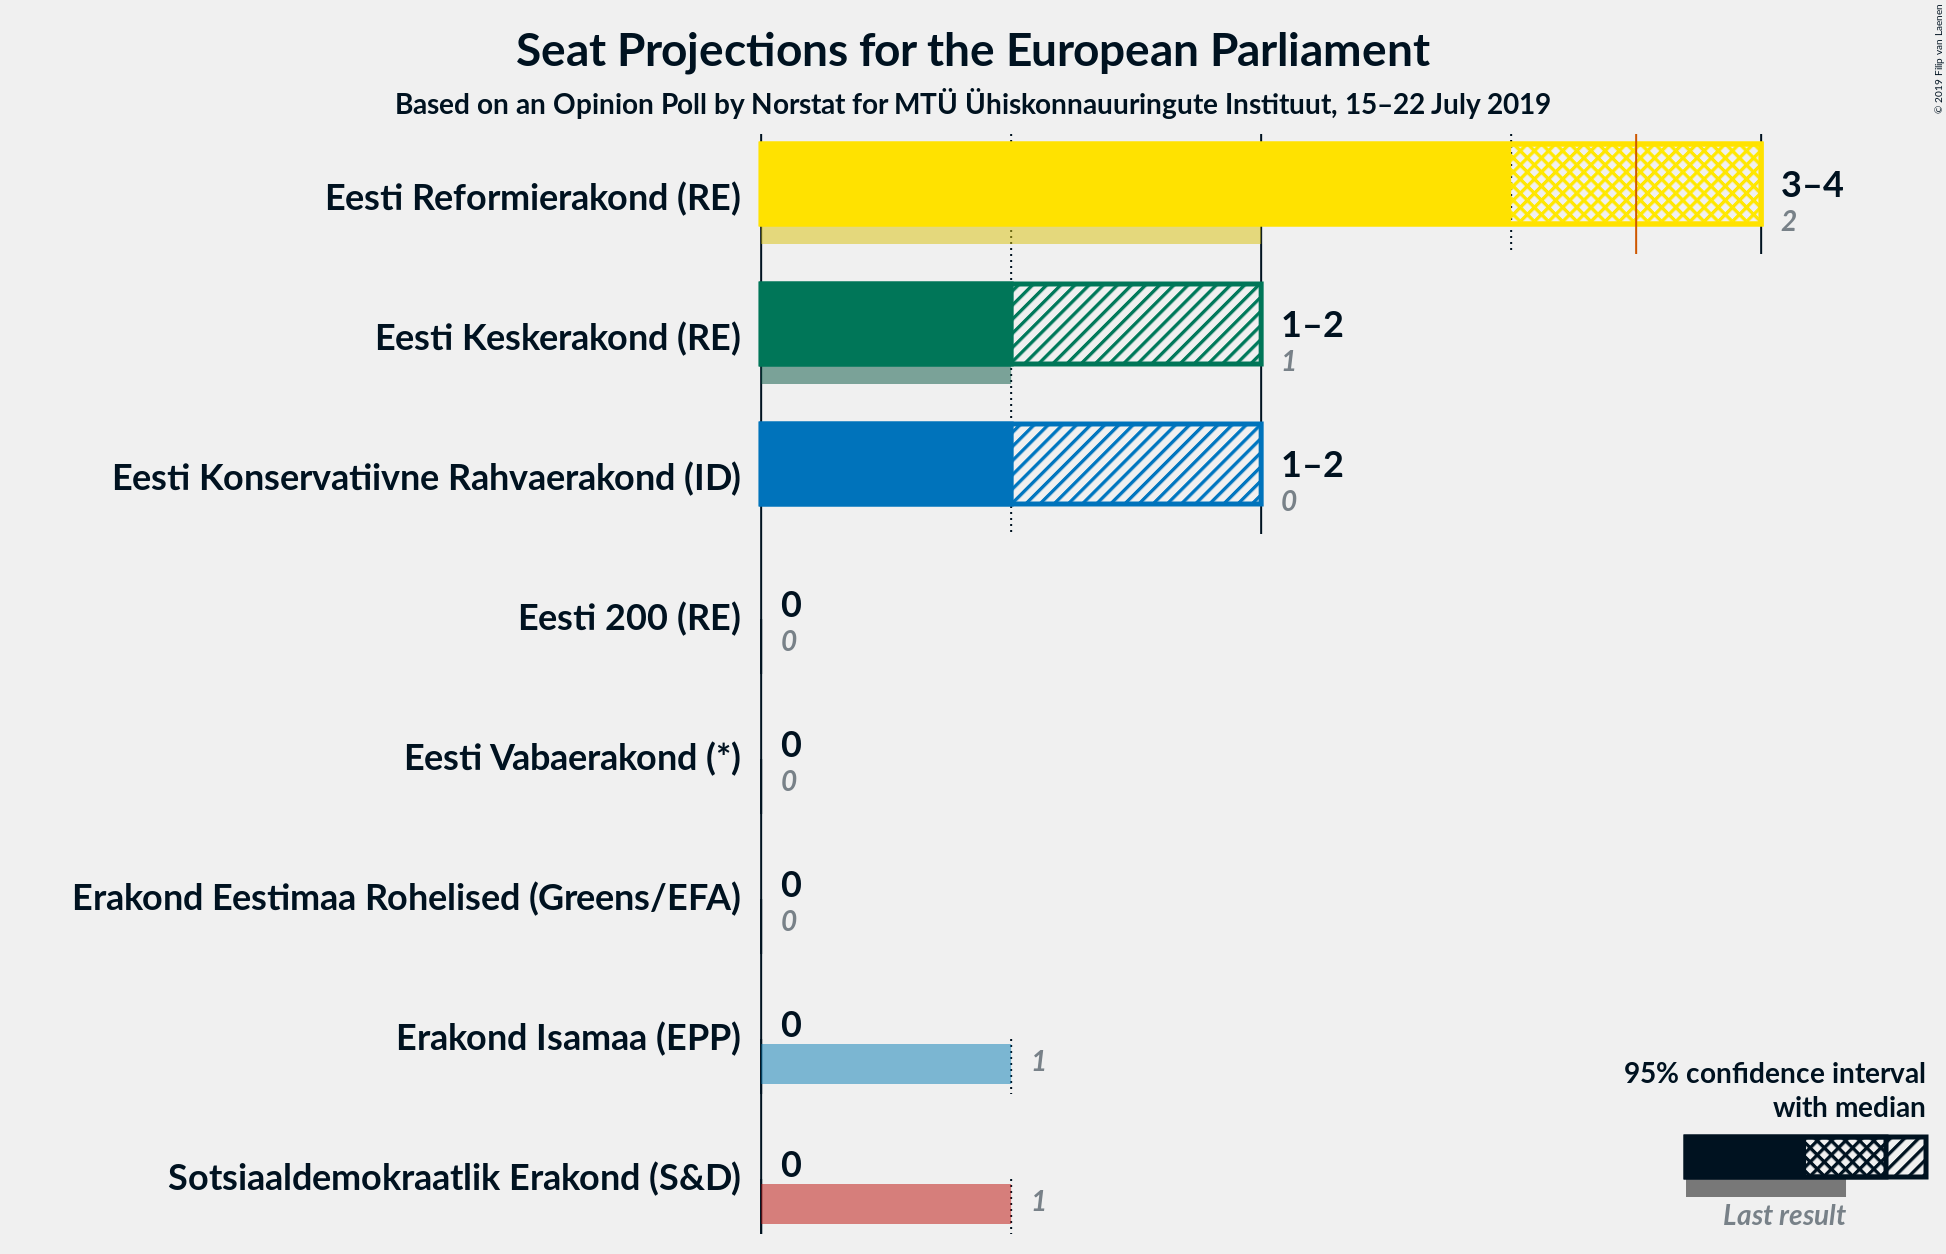 Seat Projections for the European Parliament
Based on an Opinion Poll by Norstat for MTÜ Ühiskonnauuringute Instituut, 15–22 July 2019
© 2019 Filip van Laenen
Eesti Reformierakond (RE)
3–4
2
Eesti Keskerakond (RE)
1–2
1
Eesti Konservatiivne Rahvaerakond (ID)
1–2
0
Eesti 200 (RE)
0
0
Eesti Vabaerakond (*)
0
0
Erakond Eestimaa Rohelised (Greens/EFA)
0
0
Erakond Isamaa (EPP)
0
1
Sotsiaaldemokraatlik Erakond (S&D)
0
1
95% confidence interval
with median
Last result